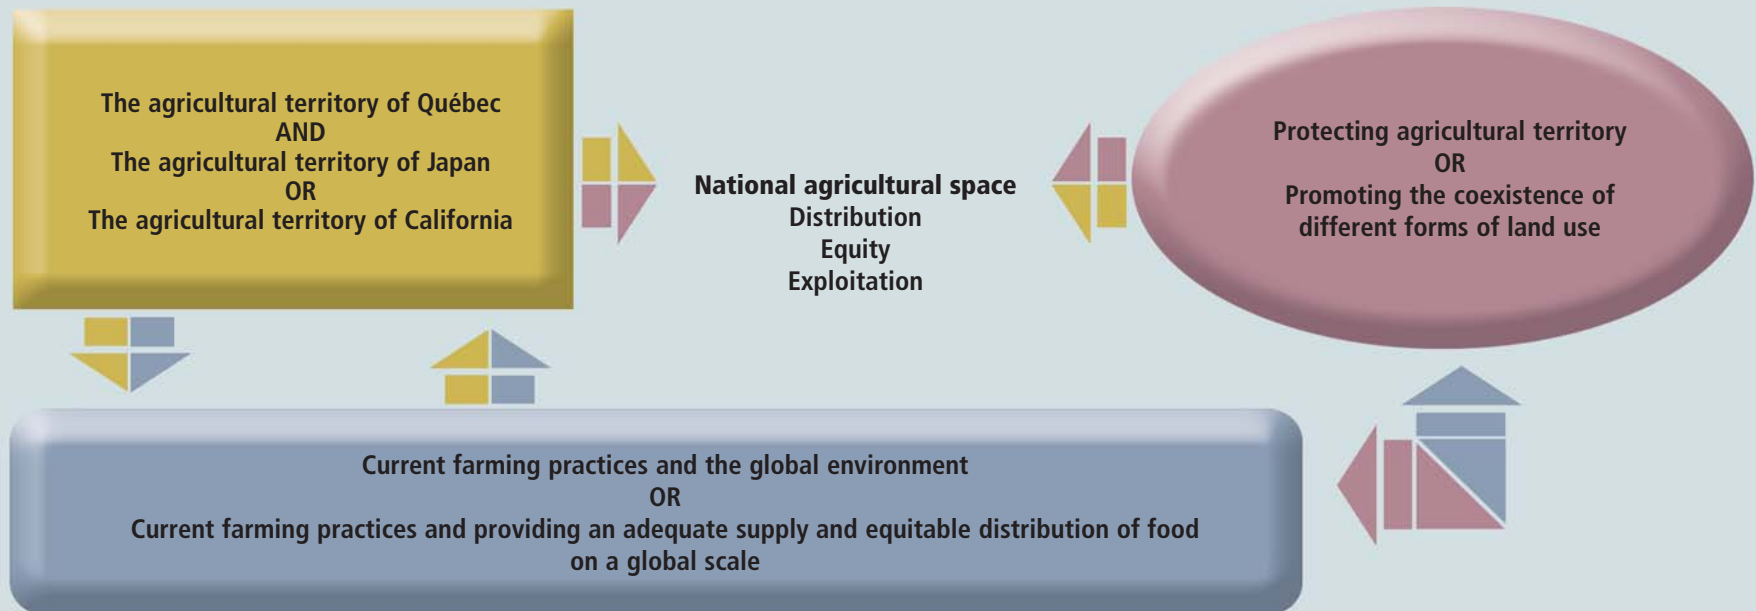 The agricultural territory of Québec
AND
The agricultural territory of Japan
OR
The agricultural territory of California
National agricultural space
Distribution
Equity
Exploitation
Protecting agricultural territory
OR
Promoting the coexistence of
different forms of land use
Current farming practices and the global environment
OR
Current farming practices and providing an adequate supply and equitable distribution of food
on a global scale